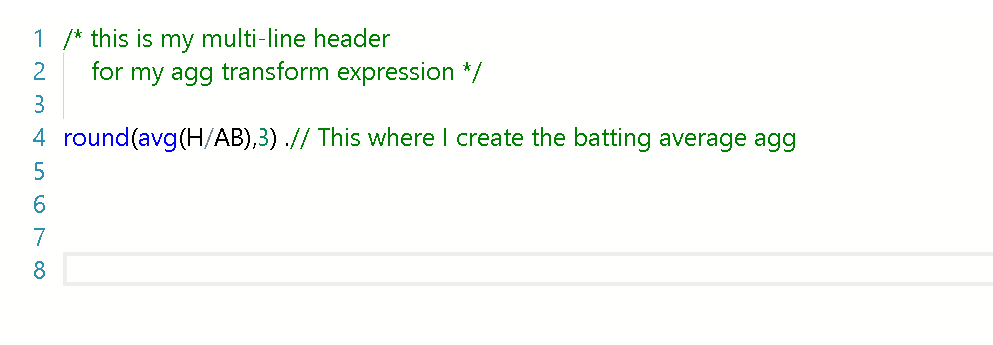 1 /* this is my multi-line header
2 for my agg transform expression */
3
4 round(avg(H/AB),3) .// This where I create the batting average agg
5
6
7
8